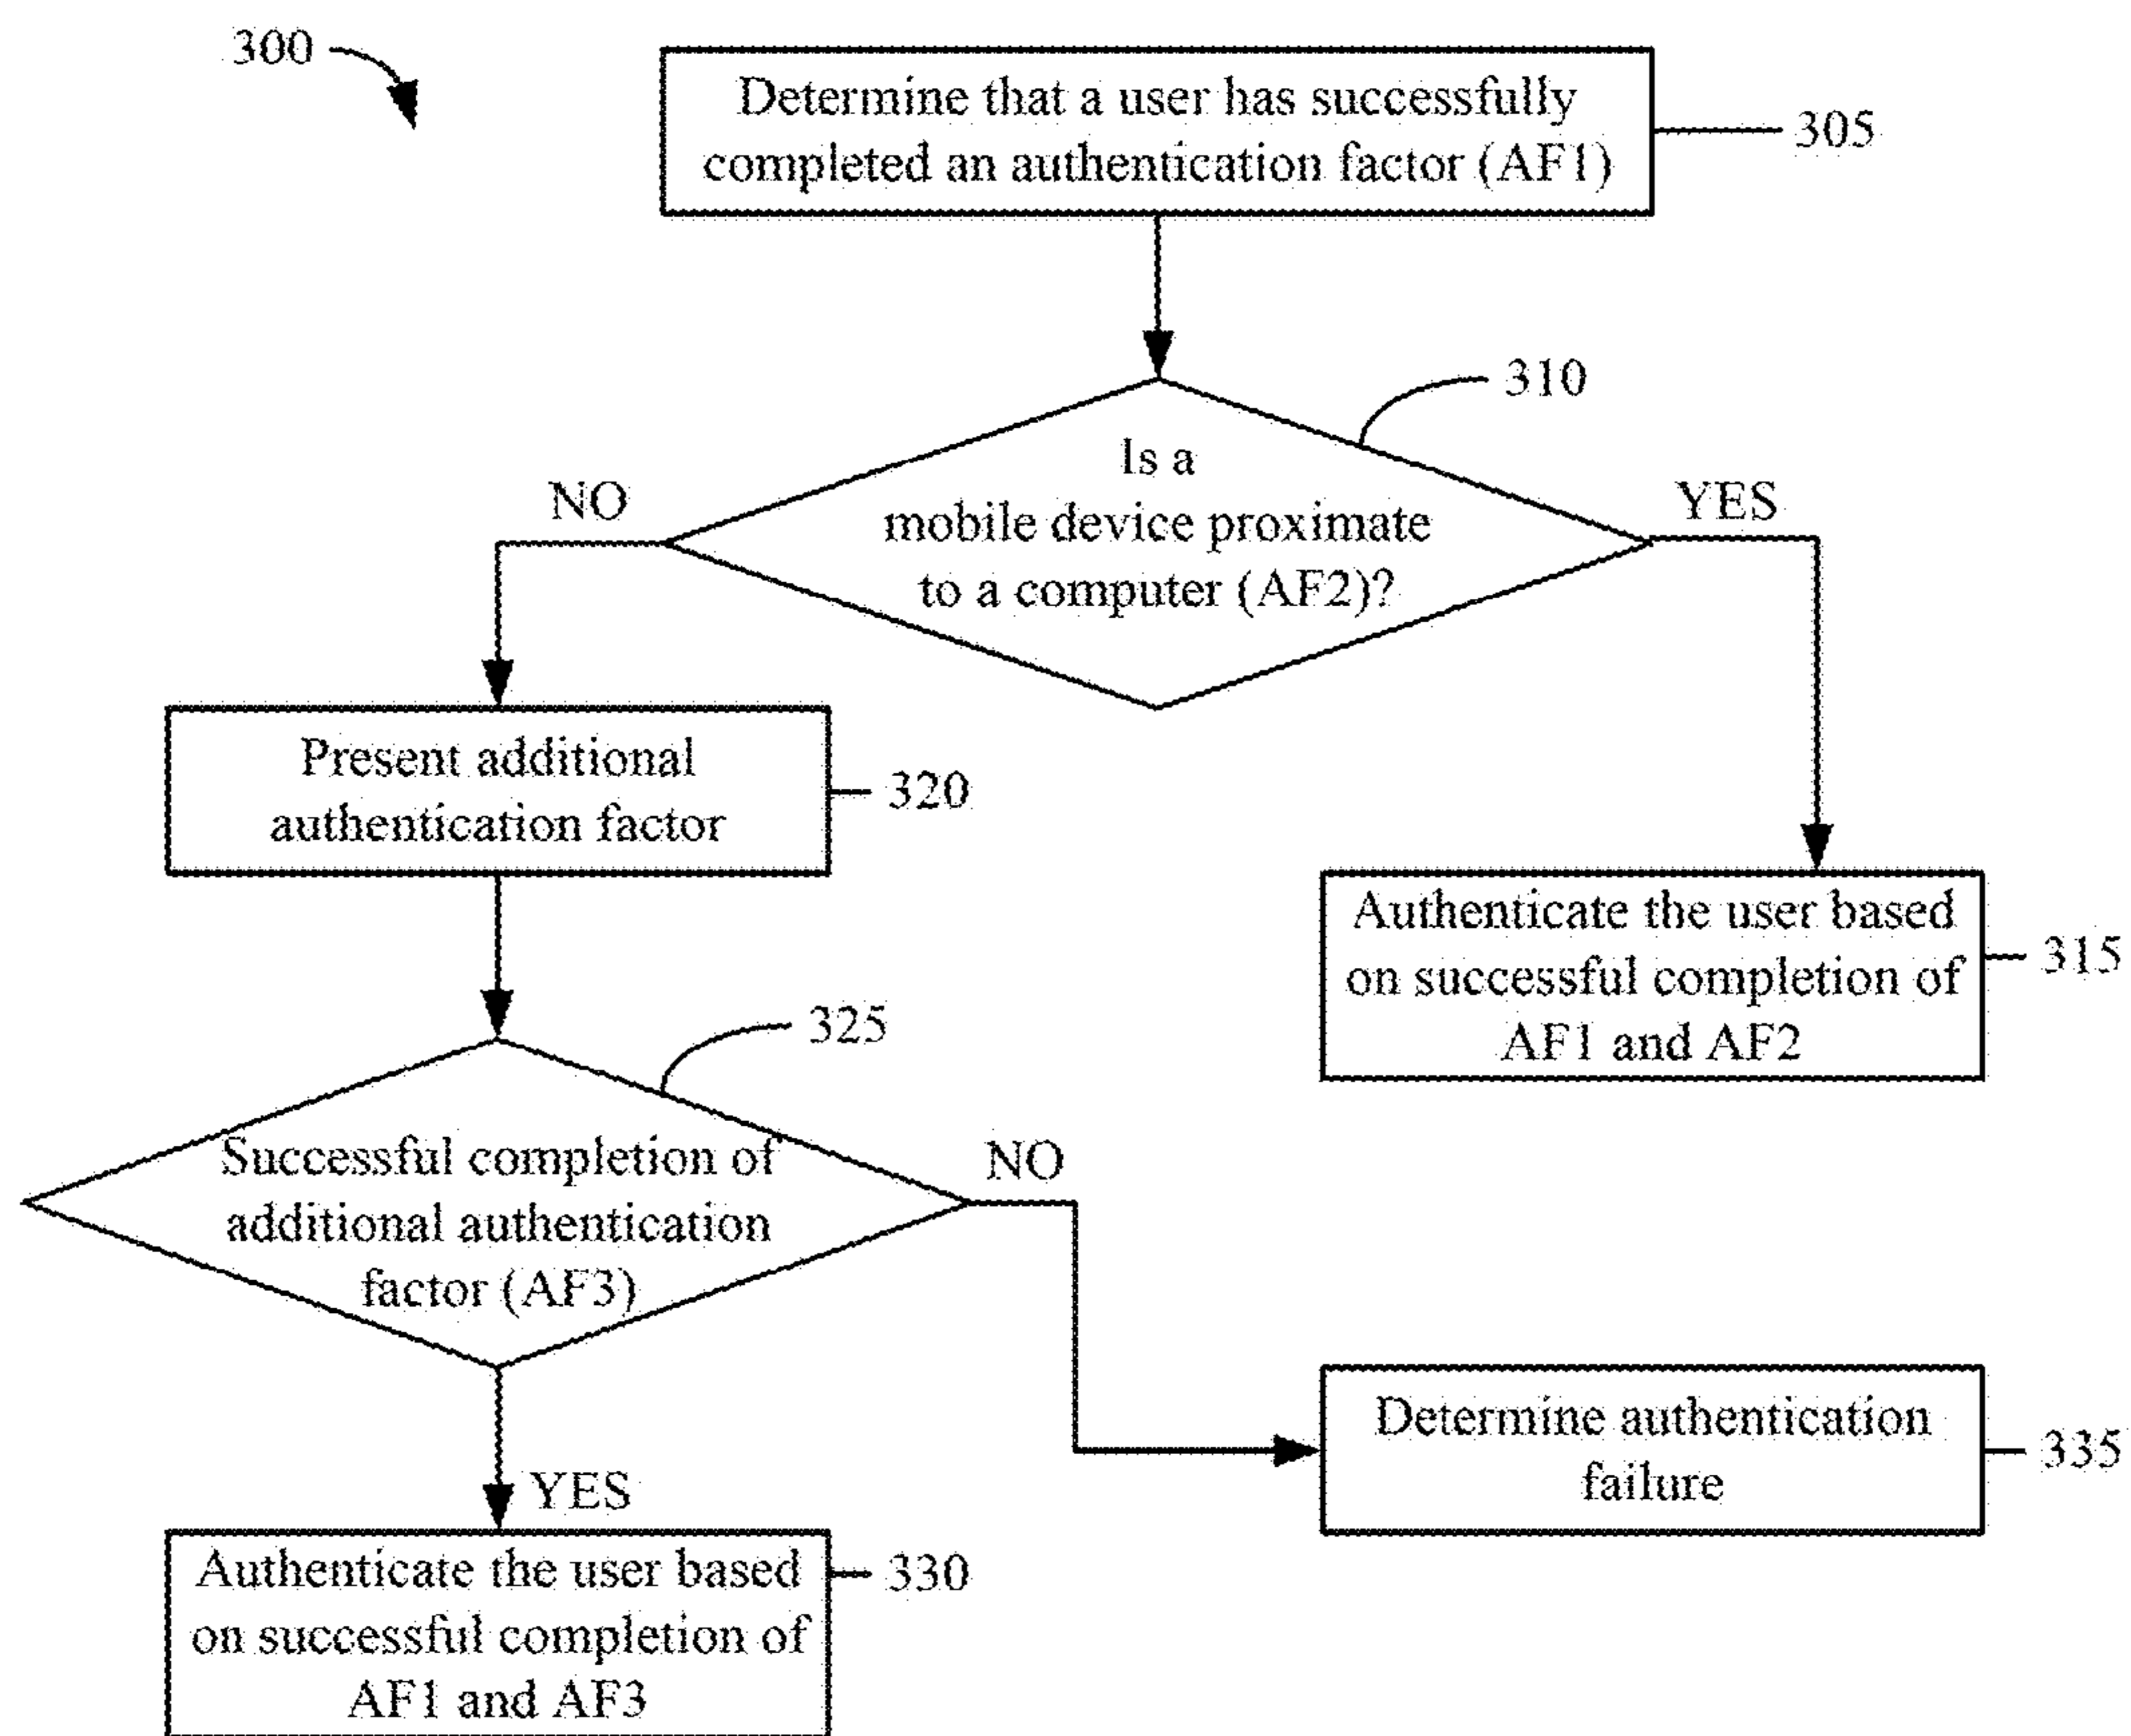 300
Determine that a user has successfully
completed an authentication factor (AF1)
305
310
Is a
mobile device proximate
to a computer (AF2)?
NO
YES
Present additional
authentication factor
320
Authenticate the user based
on successful completion of
AF1 and AF2
315
325
Successful completion of
additional authentication
factor (AF3)
NO
YES
Determine authentication
failure
335
Authenticate the user based
on successful completion of
AF1 and AF3
330